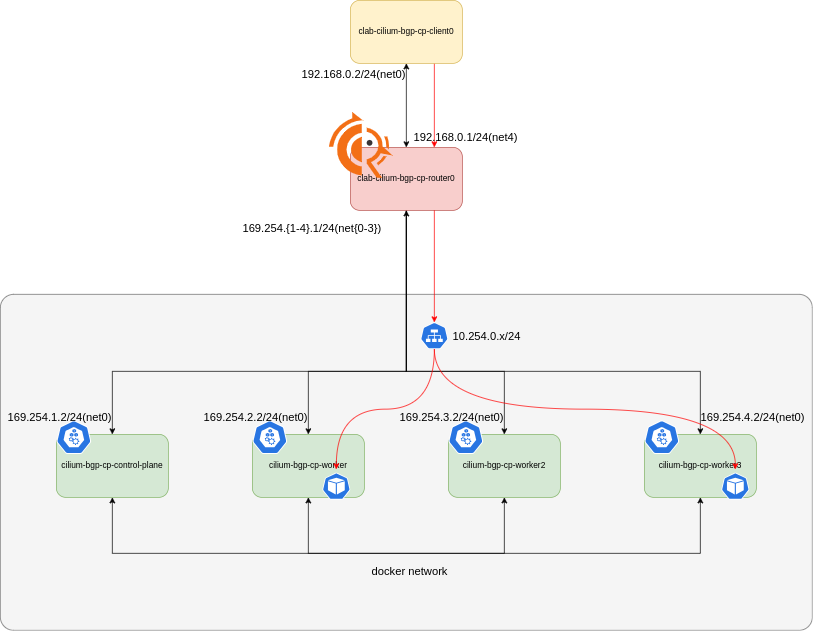 clab-cilium-bgp-cp-client0
192.168.0.2/24(net0)
192.168.0.1/24(net4)
clab-cilium-bgp-cp-router0
169.254.{1-4}.1/24(net{0-3})
10.254.0.x/24
169.254.1.2/24(net0)
169.254.2.2/24(net0)
169.254.3.2/24(net0)
169.254.4.2/24(net0)
cilium-bgp-cp-control-plane
cilium-bgp-cp-worker
cilium-bgp-cp-worker2
cilium-bgp-cp-worker3
docker network